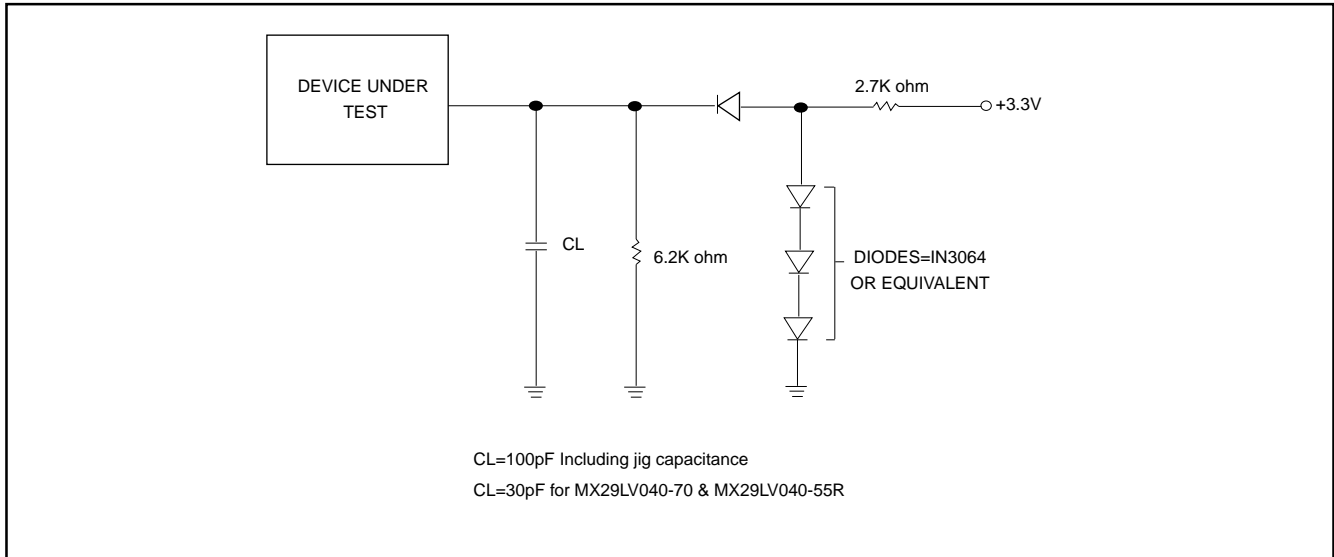 DEVICE UNDER
TEST
2.7K ohm
+3.3V
CL
6.2K ohm
DIODES=IN3064
OR EQUIVALENT
CL=100pF Including jig capacitance
CL=30pF for MX29LV040-70 & MX29LV040-55R